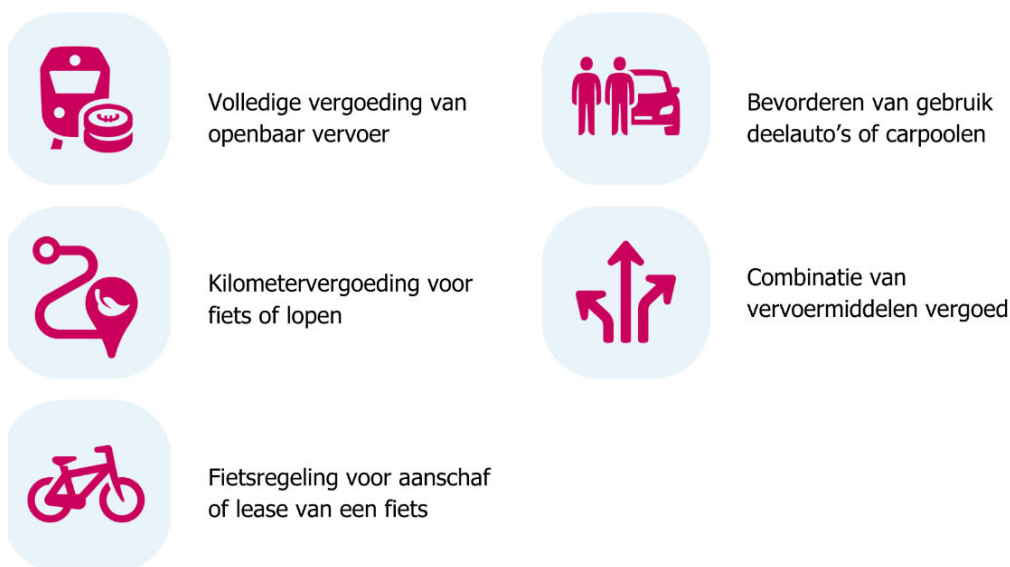 Volledige vergoeding van
openbaar vervoer
Bevorderen van gebruik
deelauto’s of carpoolen
Kilometervergoeding voor
fiets of lopen
Combinatie van
vervoermiddelen vergoed
Fietsregeling voor aanschaf
of lease van een fiets